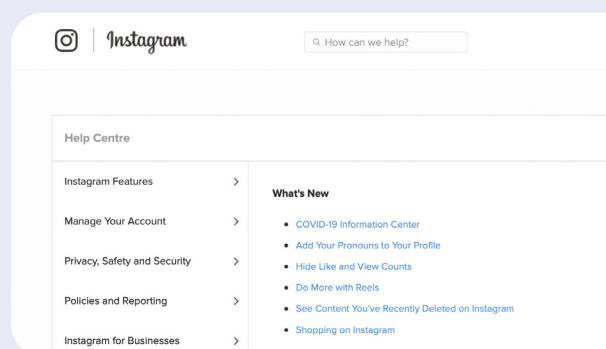 Instagram
How can we help?
Help Centre
Instagram Features
Manage Your Account
Privacy, Safety and Security
Policies and Reporting
Instagram for Businesses
What's New
COVID-19 Information Center
Add Your Pronouns to Your Profile
Hide Like and View Counts
Do More with Reels
See Content You've Recently Deleted on Instagram
Shopping on Instagram